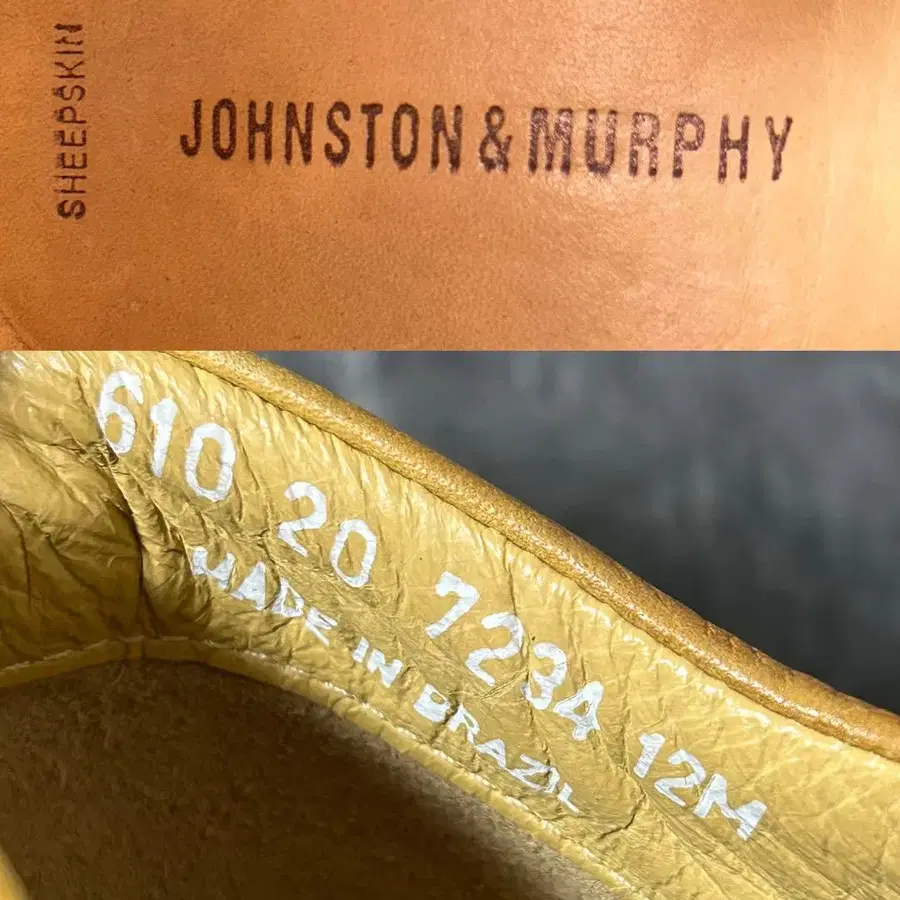 SHEEPSKIN
JOHNSTON & MURPHY
610 20 7234 12M
MADE IN BRAZIL